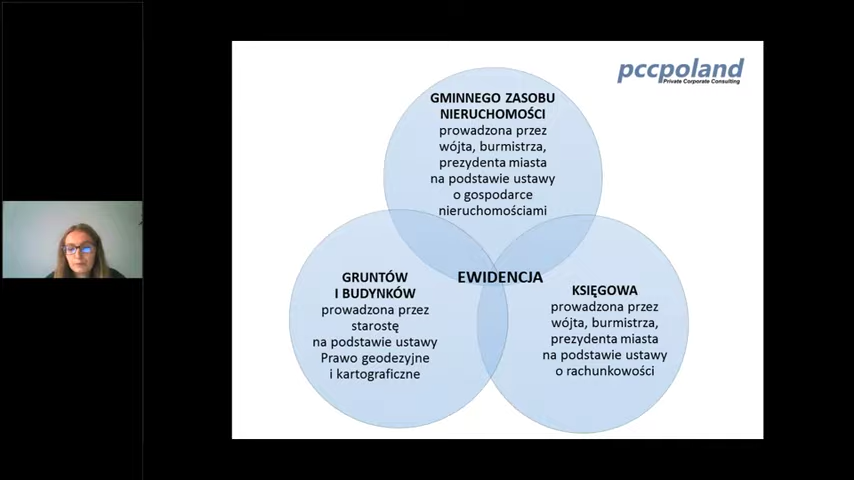 pccpoland
Private Corporate Consulting
GMINNEGO ZASOBU
NIERUCHOMOŚCI
prowadzona przez
wójta, burmistrza,
prezydenta miasta
na podstawie ustawy
o gospodarce
nieruchomościami
EWIDENCJA
GRUNTÓW
I BUDYNKÓW
prowadzona przez
starostę
na podstawie ustawy
Prawo geodezyjne
i kartograficzne
KSIĘGOWA
prowadzona przez
wójta, burmistrza,
prezydenta miasta
na podstawie ustawy
o rachunkowości